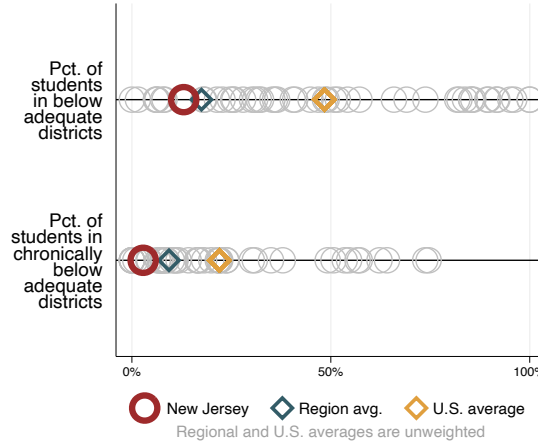 Pct. of
students
in below
adequate
districts
Pct. of
students in
chronically
below
adequate
districts
0%
50%
100%
New Jersey
Region avg.
U.S. average
Regional and U.S. averages are unweighted